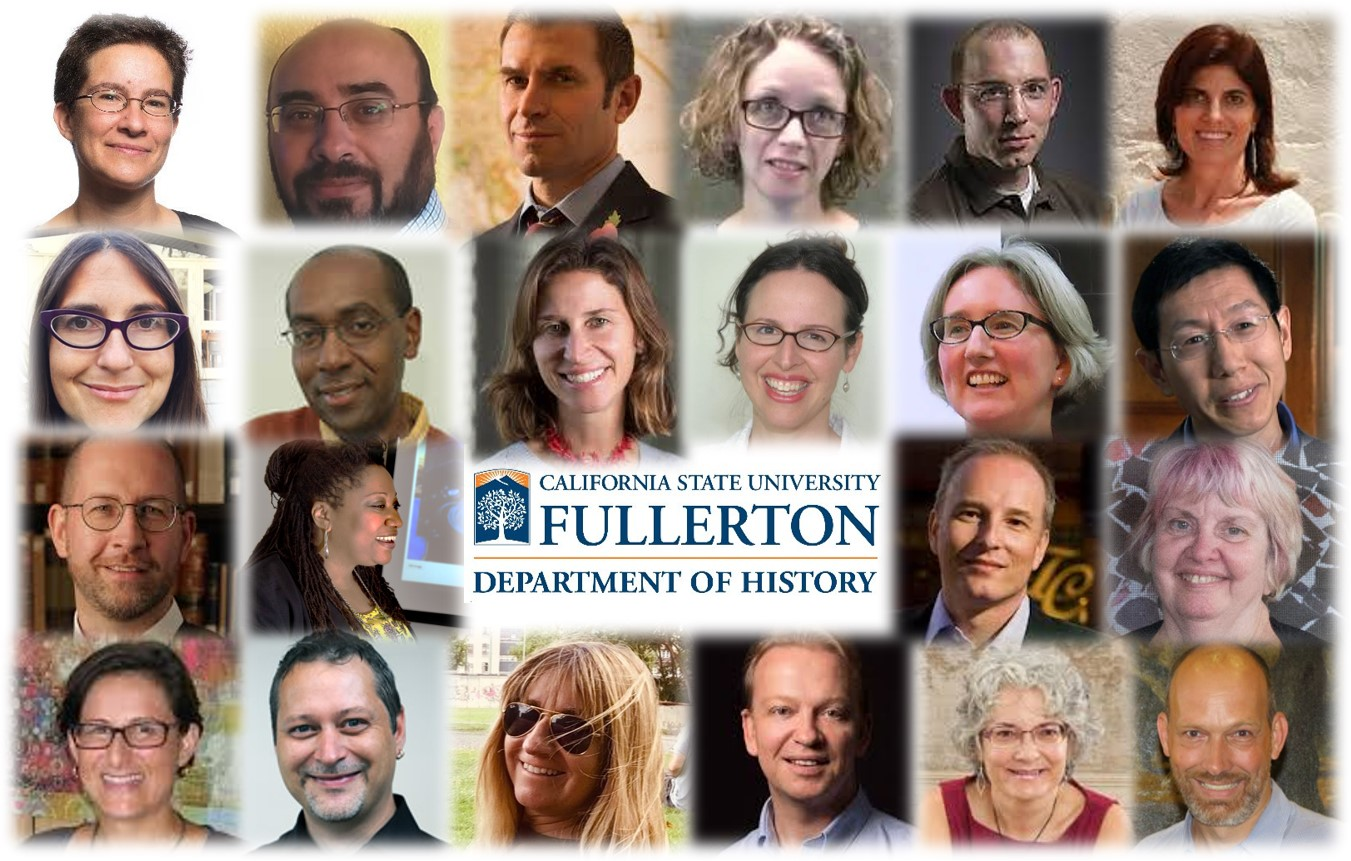 CALIFORNIA STATE UNIVERSITY
FULLERTON
DEPARTMENT OF HISTORY